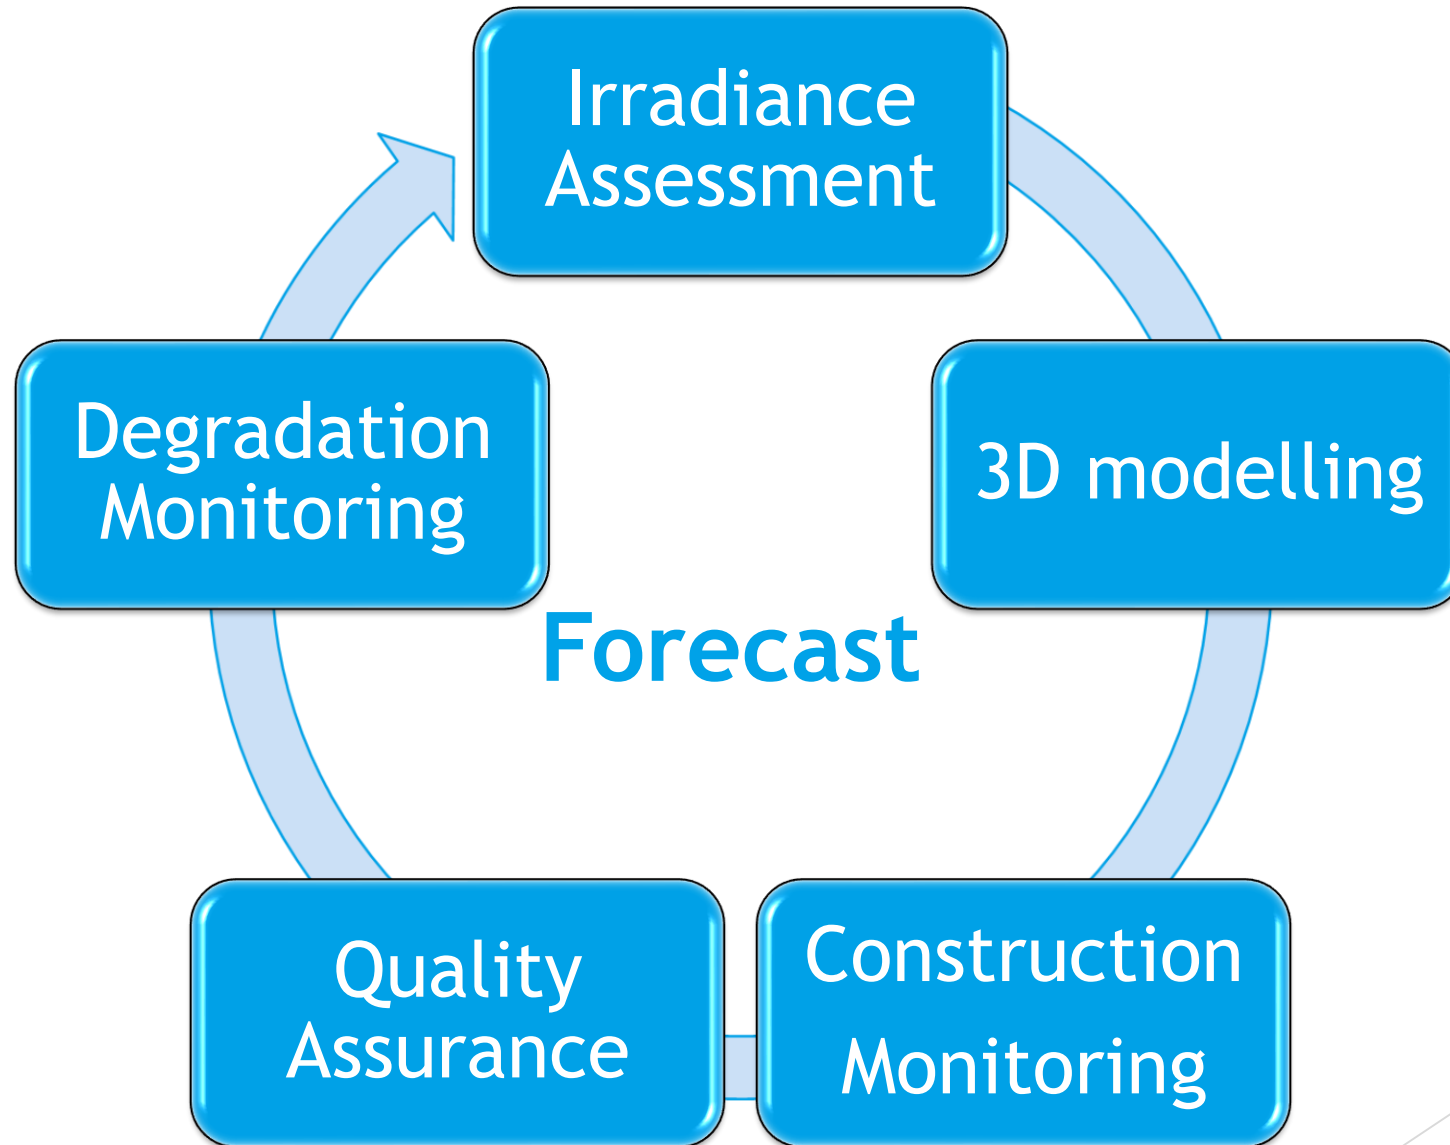 Irradiance
Assessment
3D modelling
Construction
Monitoring
Quality
Assurance
Degradation
Monitoring
Forecast